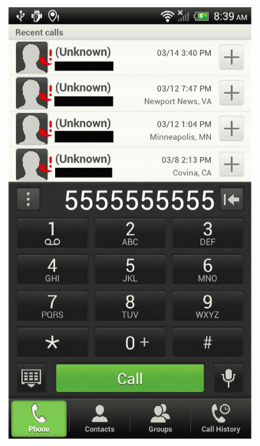 8:39 AM
Recent calls
(Unknown) 03/14 3:40 PM
(Unknown) 03/12 7:47 PM
Newport News, VA
(Unknown) 03/12 1:04 PM
Minneapolis, MN
(Unknown) 03/8 2:13 PM
Covina, CA
5555555555
1 2 3
ABC DEF
4 5 6
GHI JKL MNO
7 8 9
PQRS TUV WXYZ
* 0 + #
Call
Phone Contacts Groups Call History